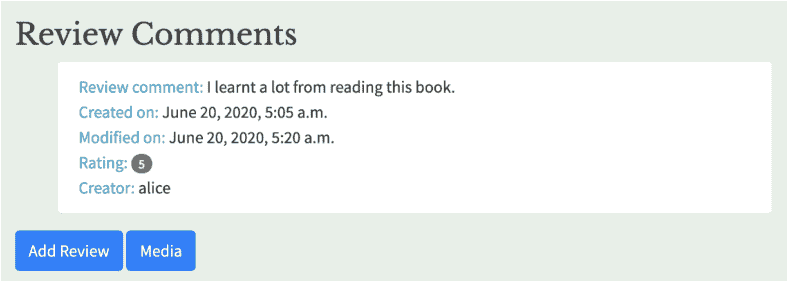 Review Comments
Review comment: I learnt a lot from reading this book.
Created on: June 20, 2020, 5:05 a.m.
Modified on: June 20, 2020, 5:20 a.m.
Rating: 5
Creator: alice
Add Review Media